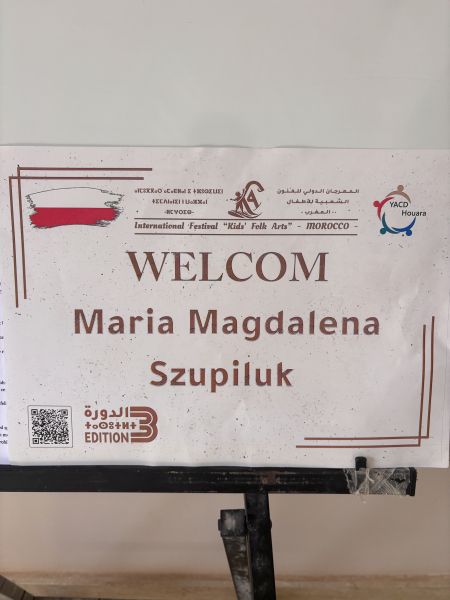 المهرجان الدولي للفنون
الشعبية للأطفال
-- المغرب --
International Festival "Kids' Folk Arts" - MOROCCO -
YACD
Houara
WELCOM
Maria Magdalena
Szupiluk
الدورة
EDITION 3